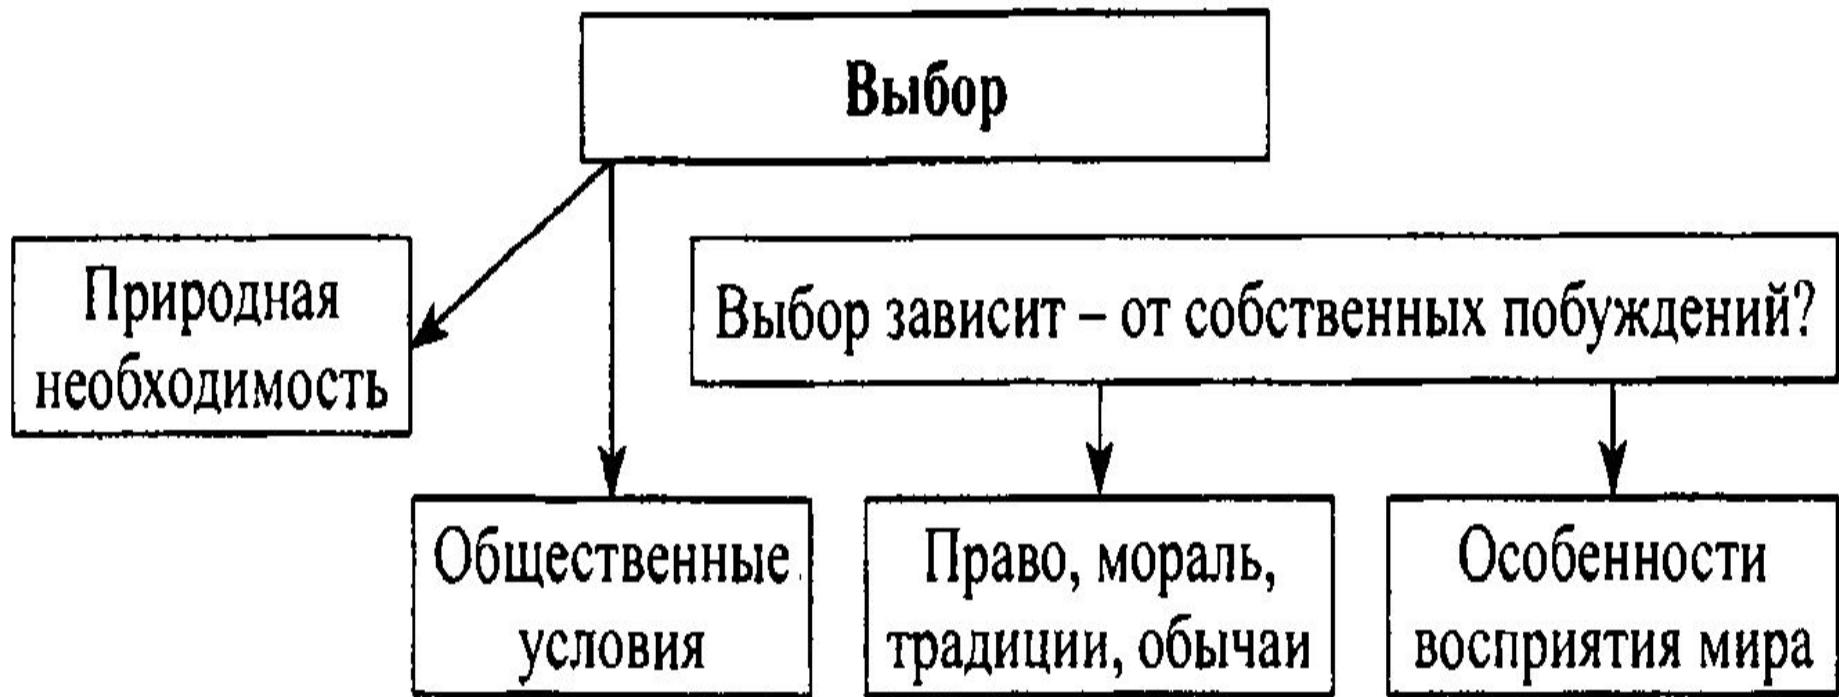 Выбор
Природная
необходимость
Выбор зависит – от собственных побуждений?
Общественные
условия
Право, мораль,
традиции, обычаи
Особенности
восприятия мира